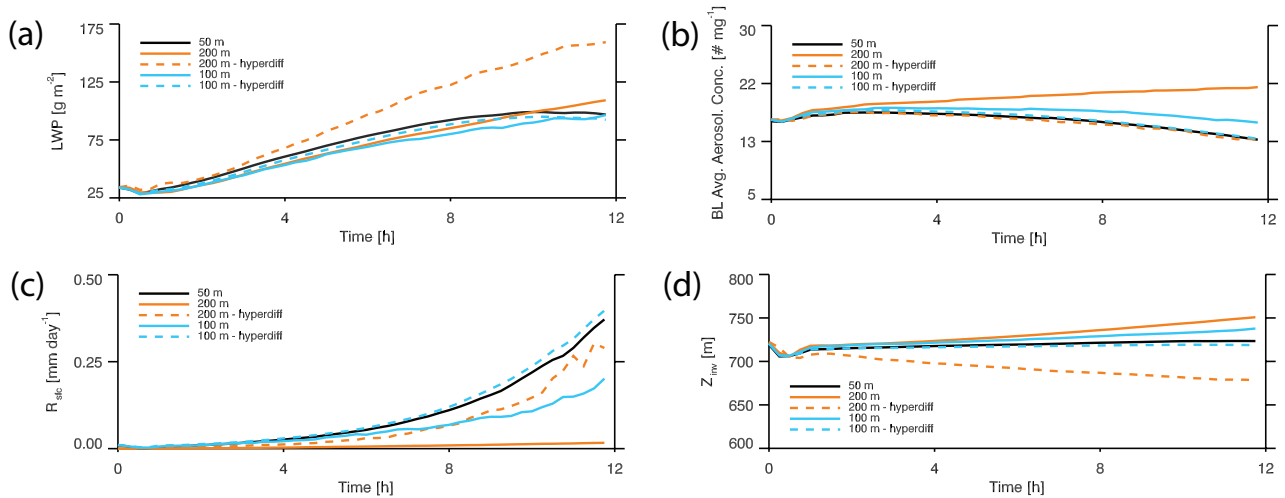 (a)
LWP [g m⁻²]
175
125
75
25
50 m
200 m
200 m - hyperdiff
100 m
100 m - hyperdiff
0 4 8 12
Time [h]
(b)
BL Avg. Aerosol. Conc. [# mg⁻¹]
30
22
13
5
50 m
200 m
200 m - hyperdiff
100 m
100 m - hyperdiff
0 4 8 12
Time [h]
(c)
R sfc [mm day⁻¹]
0.50
0.25
0.00
50 m
200 m
200 m - hyperdiff
100 m
100 m - hyperdiff
0 4 8 12
Time [h]
(d)
Z inv [m]
800
750
700
650
600
50 m
200 m
200 m - hyperdiff
100 m
100 m - hyperdiff
0 4 8 12
Time [h]